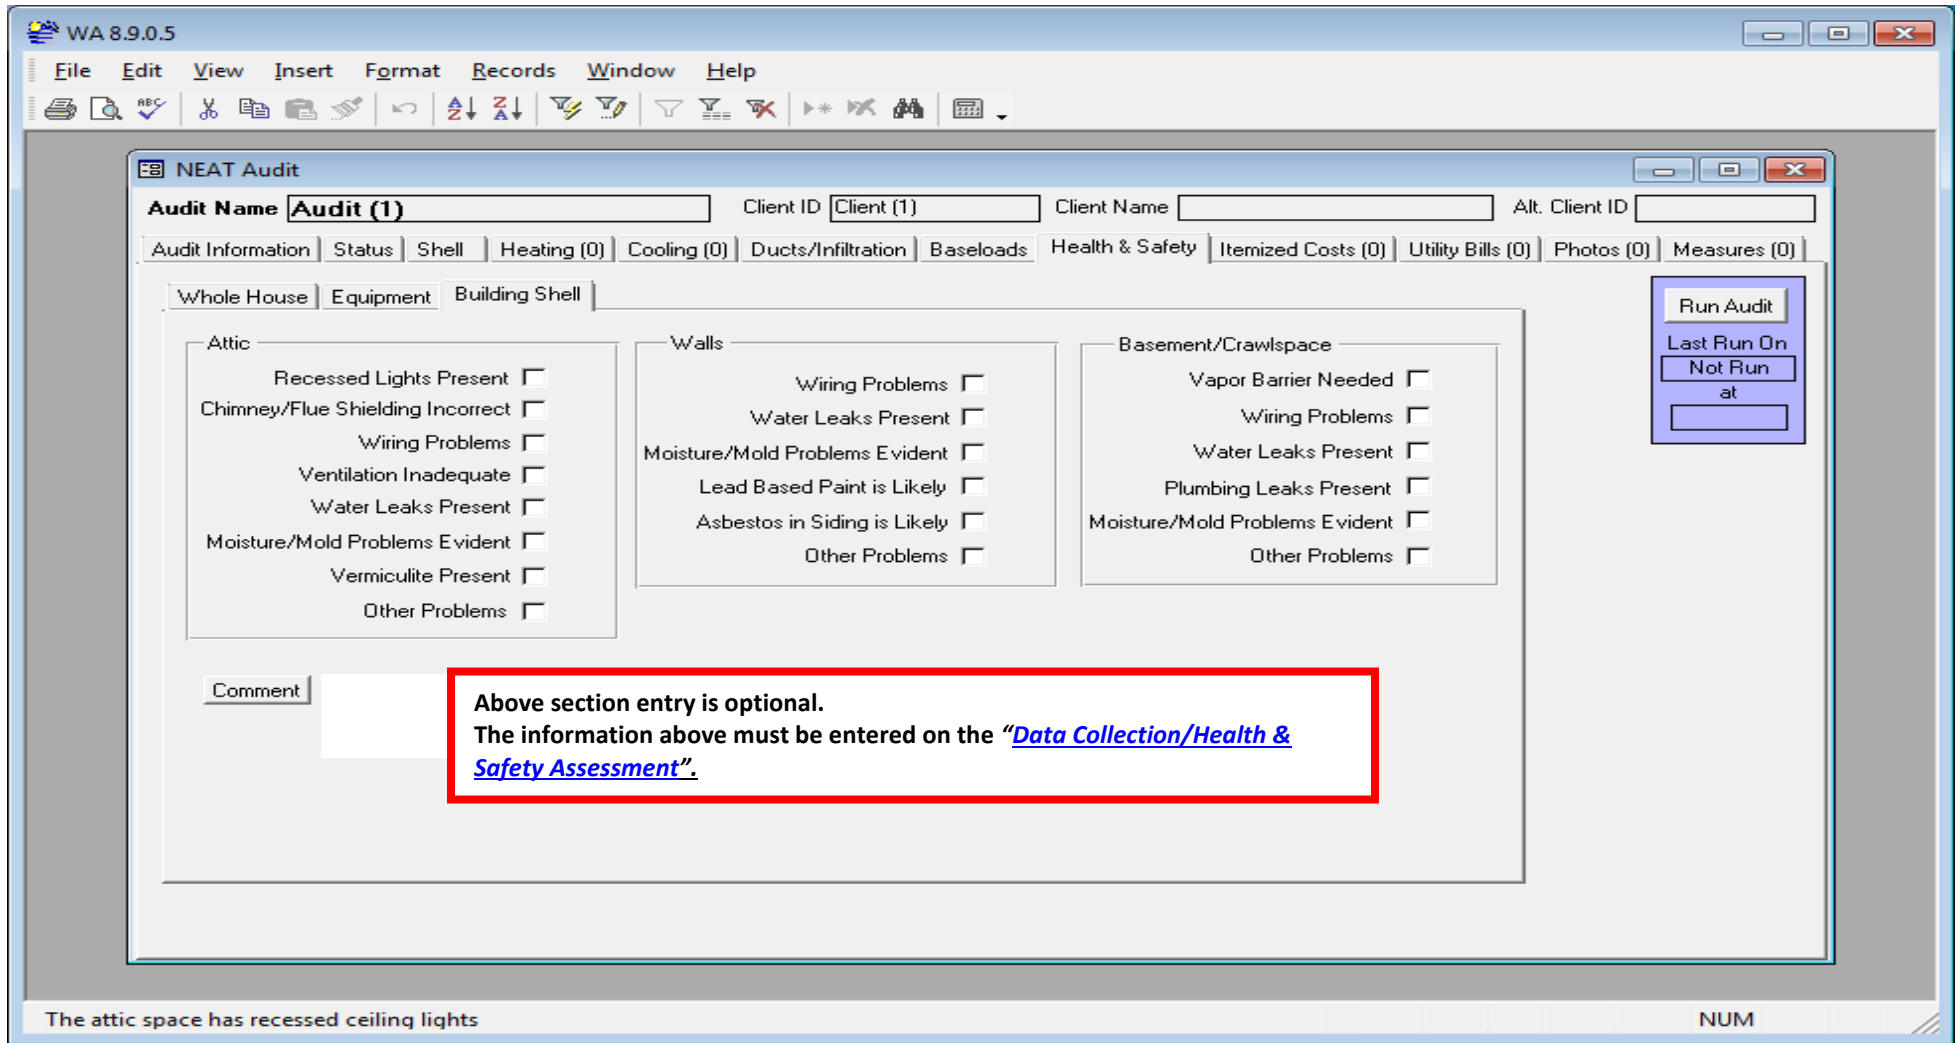 WA 8.9.0.5
File Edit View Insert Format Records Window Help
NEAT Audit
Audit Name Audit (1) Client ID Client (1) Client Name Alt. Client ID
Audit Information Status Shell Heating (0) Cooling (0) Ducts/Infiltration Baseloads Health & Safety Itemized Costs (0) Utility Bills (0) Photos (0) Measures (0)
Whole House Equipment Building Shell
Run Audit
Last Run On
Not Run
at
Attic
Recessed Lights Present
Chimney/Flue Shielding Incorrect
Wiring Problems
Ventilation Inadequate
Water Leaks Present
Moisture/Mold Problems Evident
Vermiculite Present
Other Problems
Walls
Wiring Problems
Water Leaks Present
Moisture/Mold Problems Evident
Lead Based Paint is Likely
Asbestos in Siding is Likely
Other Problems
Basement/Crawlspace
Vapor Barrier Needed
Wiring Problems
Water Leaks Present
Plumbing Leaks Present
Moisture/Mold Problems Evident
Other Problems
Comment
Above section entry is optional.
The information above must be entered on the “Data Collection/Health &
Safety Assessment”.
The attic space has recessed ceiling lights NUM